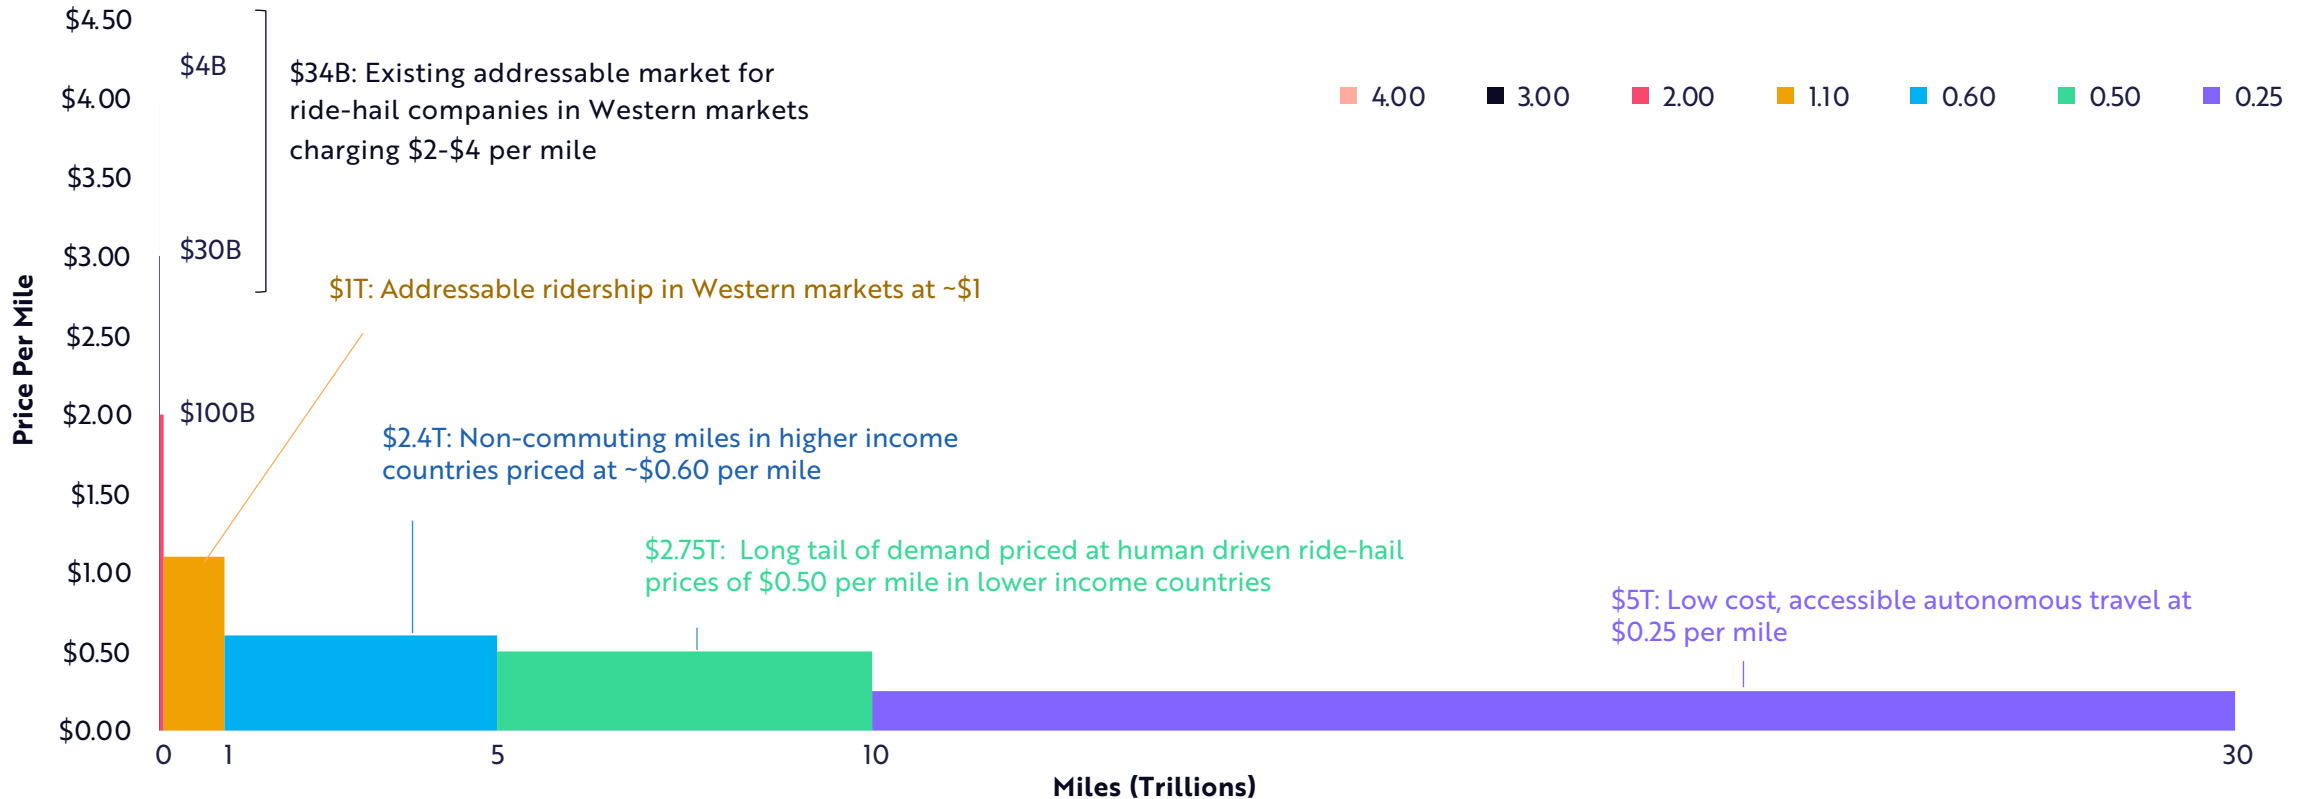 $4.50
$4B
$34B: Existing addressable market for
ride-hail companies in Western markets
charging $2-$4 per mile
4.00
3.00
2.00
1.10
0.60
0.50
0.25
$4.00
$3.50
$30B
$3.00
$1T: Addressable ridership in Western markets at ~$1
$2.50
Price Per Mile
$2.00
$100B
$2.4T: Non-commuting miles in higher income
countries priced at ~$0.60 per mile
$1.50
$2.75T: Long tail of demand priced at human driven ride-hail
prices of $0.50 per mile in lower income countries
$1.00
$5T: Low cost, accessible autonomous travel at
$0.25 per mile
$0.50
$0.00
0
1
5
10
30
Miles (Trillions)